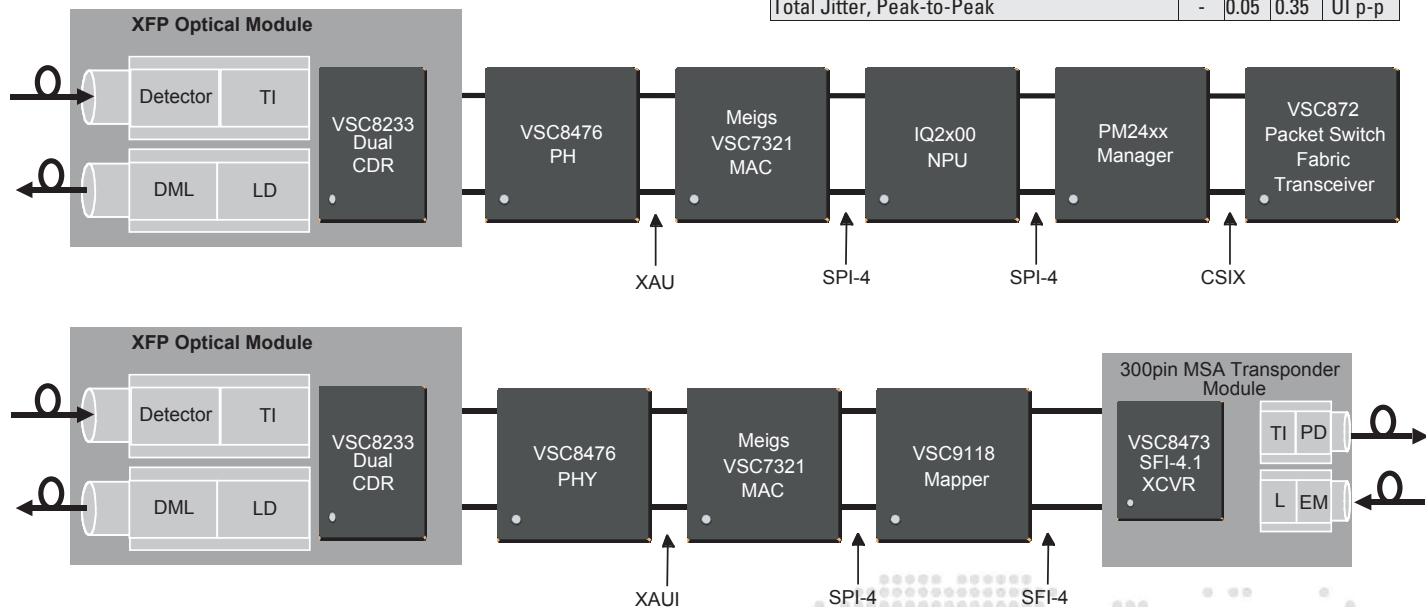 Total Jitter, Peak-to-Peak - 0.05 0.35 UI p-p
XFP Optical Module
Detector TI
DML LD
VSC8233
Dual
CDR
VSC8476
PH
Meigs
VSC7321
MAC
IQ2x00
NPU
PM24xx
Manager
VSC872
Packet Switch
Fabric
Transceiver
XAU
SPI-4
SPI-4
CSIX
XFP Optical Module
Detector TI
DML LD
VSC8233
Dual
CDR
VSC8476
PHY
Meigs
VSC7321
MAC
VSC9118
Mapper
300pin MSA Transponder
Module
VSC8473
SFI-4.1
XCVR
TI PD
L EM
XAUI
SPI-4
SFI-4